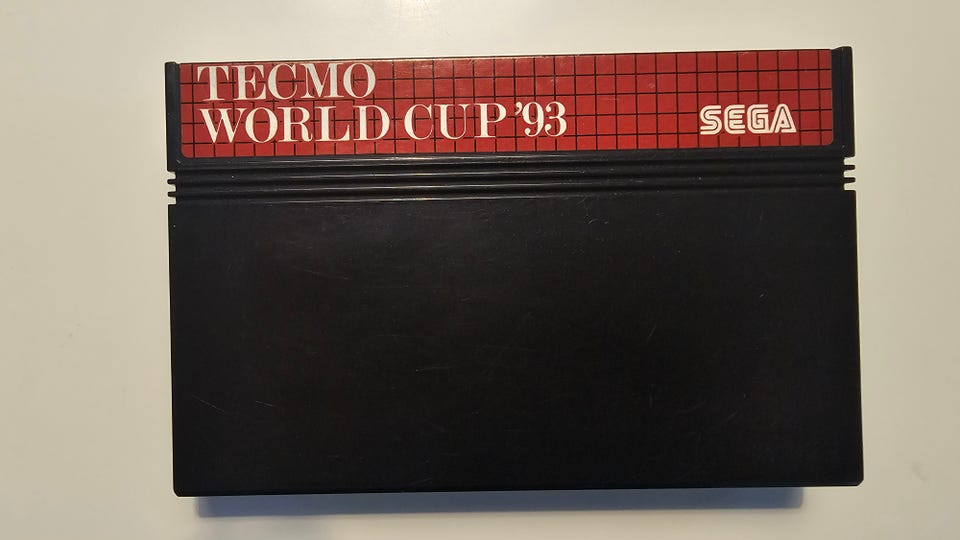 TECMO
WORLD CUP '93
SEGA